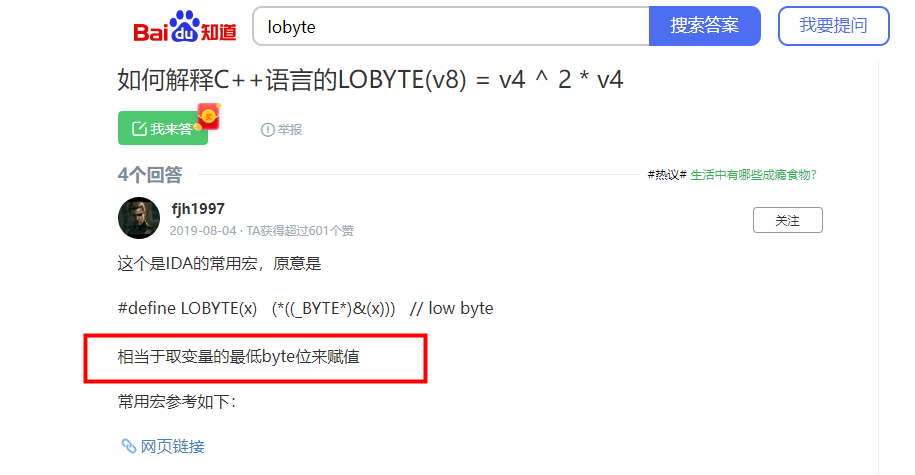 Bai du 知道
lobyte
搜索答案
我要提问
如何解释C++语言的LOBYTE(v8) = v4 ^ 2 * v4
我来答
举报
4个回答
#热议# 生活中有哪些成瘾食物？
fjh1997
2019-08-04 · TA获得超过601个赞
关注
这个是IDA的常用宏，原意是
#define LOBYTE(x) (*((_BYTE*)&(x))) // low byte
相当于取变量的最低byte位来赋值
常用宏参考如下：
网页链接